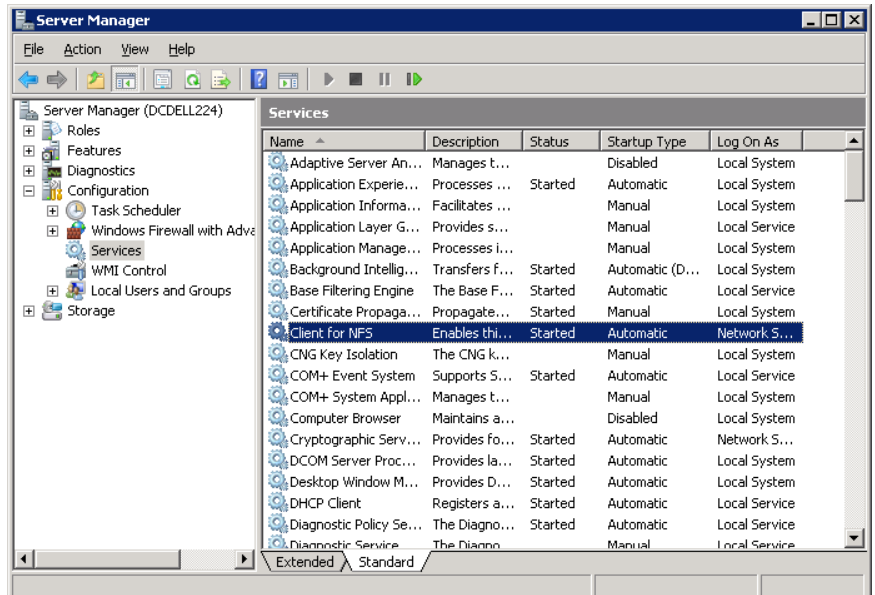 Server Manager
File Action View Help
Server Manager (DCDELL224)
Roles
Features
Diagnostics
Configuration
Task Scheduler
Windows Firewall with Adva
Services
WMI Control
Local Users and Groups
Storage
Services
Name Description Status Startup Type Log On As
Adaptive Server An... Manages t... Disabled Local System
Application Experie... Processes ... Started Automatic Local System
Application Informa... Facilitates ... Manual Local System
Application Layer G... Provides s... Manual Local Service
Application Manage... Processes i... Manual Local System
Background Intellig... Transfers f... Started Automatic (D... Local System
Base Filtering Engine The Base F... Started Automatic Local Service
Certificate Propaga... Propagate... Started Manual Local System
Client for NFS Enables thi... Started Automatic Network S...
CNG Key Isolation The CNG k... Manual Local System
COM+ Event System Supports S... Started Automatic Local Service
COM+ System Appl... Manages t... Manual Local System
Computer Browser Maintains a... Disabled Local System
Cryptographic Serv... Provides fo... Started Automatic Network S...
DCOM Server Proc... Provides la... Started Automatic Local System
Desktop Window M... Provides D... Started Automatic Local System
DHCP Client Registers a... Started Automatic Local Service
Diagnostic Policy Se... The Diagno... Started Automatic Local Service
Diagnostic Service The Diagno Manual Local Service
Extended Standard